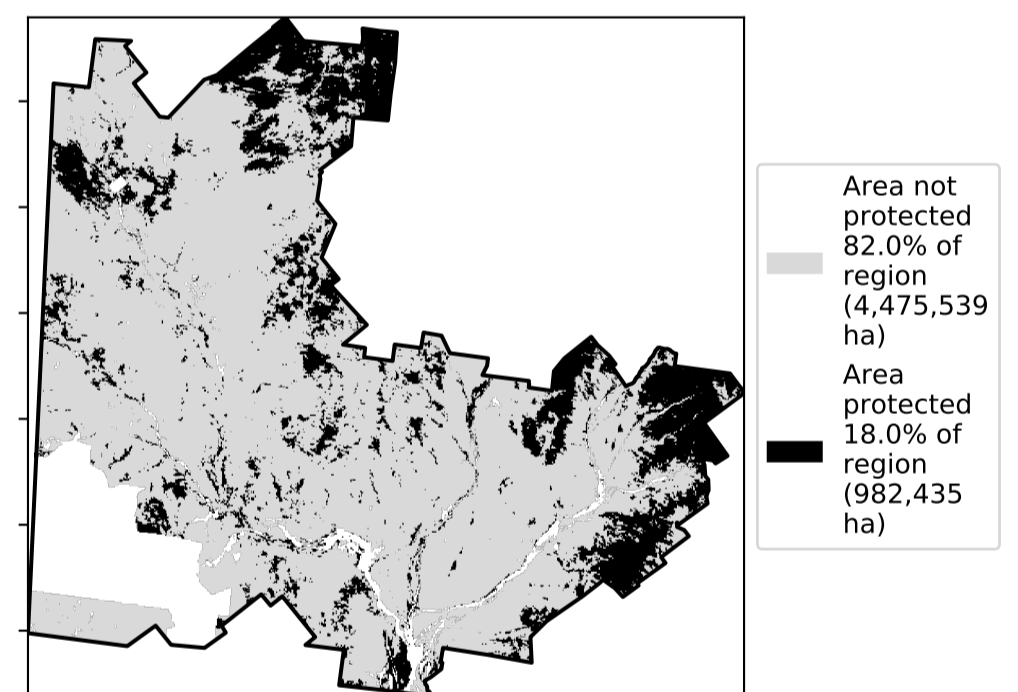 Area not
protected
82.0% of
region
(4,475,539
ha)
Area
protected
18.0% of
region
(982,435
ha)